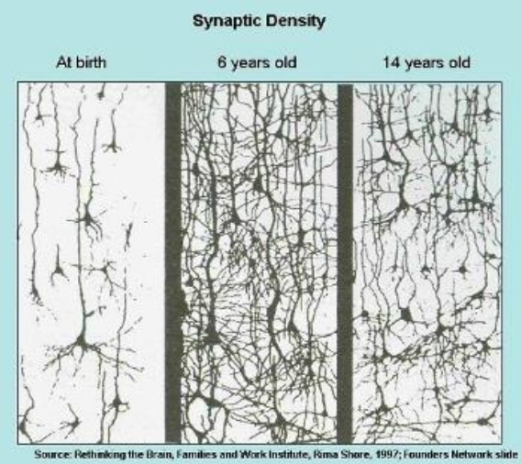 Synaptic Density
At birth 6 years old 14 years old
Source: Rethinking the Brain, Families and Work Institute, Rima Shore, 1997; Founders Network slide